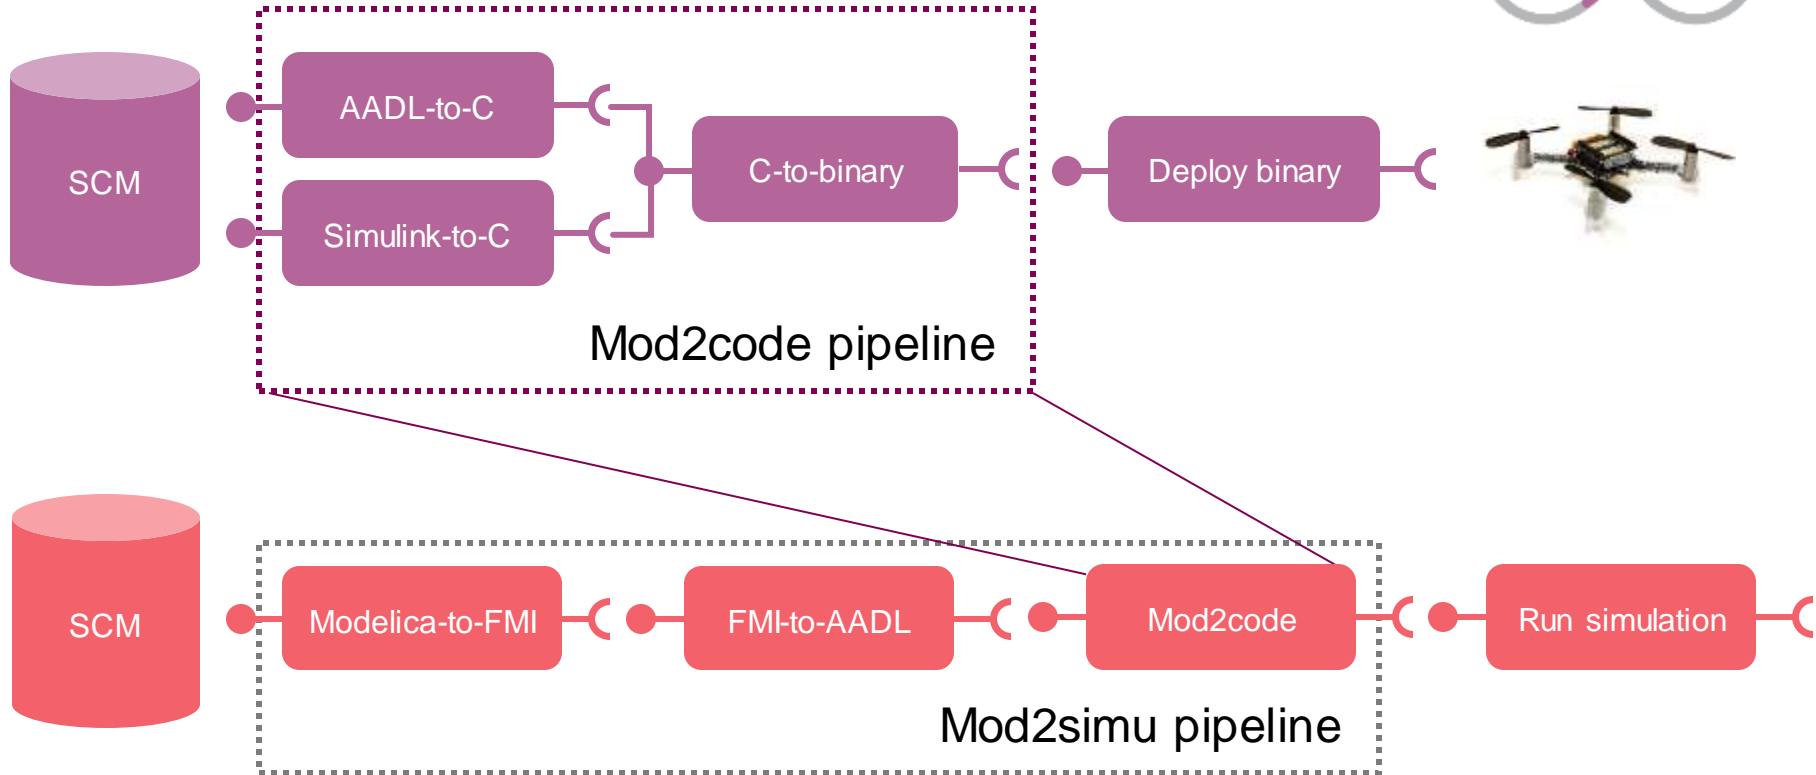 SCM
AADL-to-C
Simulink-to-C
C-to-binary
Deploy binary
Mod2code pipeline
SCM
Modelica-to-FMI
FMI-to-AADL
Mod2code
Run simulation
Mod2simu pipeline